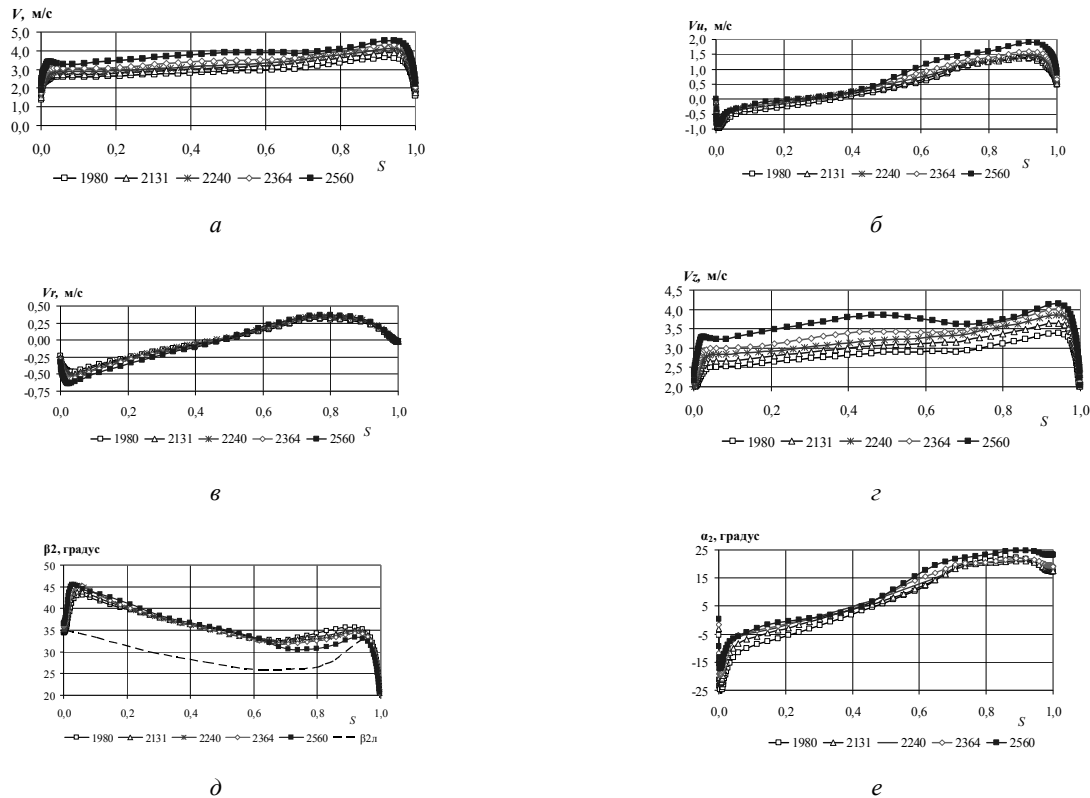 V, м/с
5,0
4,0
3,0
2,0
1,0
0,0
0,0 0,2 0,4 0,6 0,8 1,0
S
1980 2131 2240 2364 2560
а
Vu, м/с
2,0
1,5
1,0
0,5
0,0
-0,5
-1,0
0,0 0,2 0,4 0,6 0,8 1,0
S
1980 2131 2240 2364 2560
б
Vr, м/с
0,50
0,25
0,00
-0,25
-0,50
-0,75
0,0 0,2 0,4 0,6 0,8 1,0
S
1980 2131 2240 2364 2560
в
Vz, м/с
4,5
4,0
3,5
3,0
2,5
2,0
0,0 0,2 0,4 0,6 0,8 1,0
S
1980 2131 2240 2364 2560
г
β2, градус
50
45
40
35
30
25
20
0,0 0,2 0,4 0,6 0,8 1,0
S
1980 2131 2240 2364 2560 β2л
д
α2, градус
25
15
5
-5
-15
-25
0,0 0,2 0,4 0,6 0,8 1,0
S
1980 2131 2240 2364 2560
е